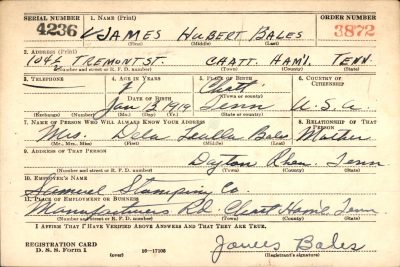 SERIAL NUMBER 1. NAME (Print) ORDER NUMBER
4236 JAMES HUBERT BALES 3872
(First) (Middle) (Last)
2. ADDRESS (Print)
TREMONT ST. CHATT. HAM'L TENN.
(Number and street or R. F. D. number) (Town) (County) (State)
3. TELEPHONE 4. AGE IN YEARS 5. PLACE OF BIRTH 6. COUNTRY OF CITIZENSHIP
21 Chatt
DATE OF BIRTH (Town or county)
Jan 13 1919 Tenn U.S.A.
(Exchange) (Number) (Mo.) (Day) (Yr.) (State or country)
7. NAME OF PERSON WHO WILL ALWAYS KNOW YOUR ADDRESS 8. RELATIONSHIP OF THAT PERSON
Mrs. Dela Bales Mother
(Mr., Mrs., Miss) (First) (Middle) (Last)
9. ADDRESS OF THAT PERSON
Dayton Rhea. Tenn
(Number and street or R. F. D. number) (Town) (County) (State)
10. EMPLOYER'S NAME
Samuel Stamping Co.
11. PLACE OF EMPLOYMENT OR BUSINESS
Manufacturers Rd Chatt Ham'l Tenn.
(Number and street or R. F. D. number) (Town) (County) (State)
I AFFIRM THAT I HAVE VERIFIED ABOVE ANSWERS AND THAT THEY ARE TRUE.
REGISTRATION CARD James Bales
D. S. S. Form 1 (over) 16—17105 (Registrant's signature)